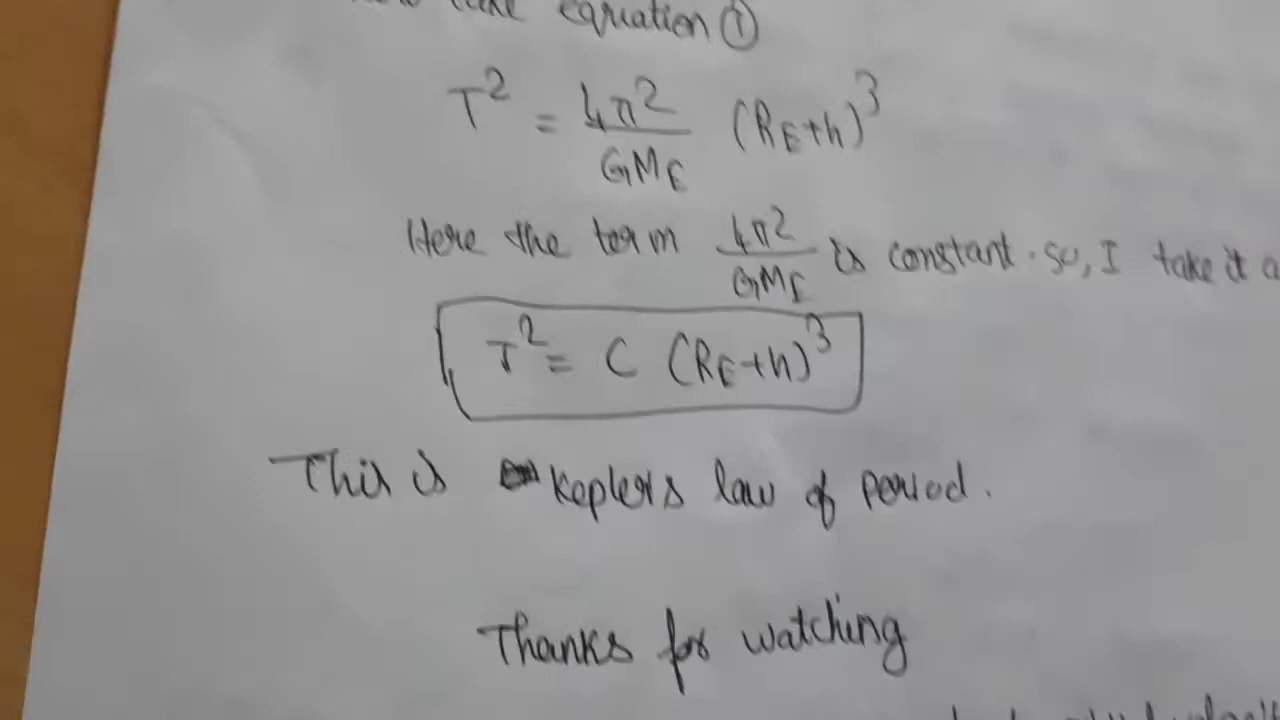 take equation ①
T² = 4π²/GM_E (R_E+h)³
Here the term 4π²/GM_E is constant. so, I take it a
T² = C (R_E+h)³
This is Keplers law of period.
Thanks for watching